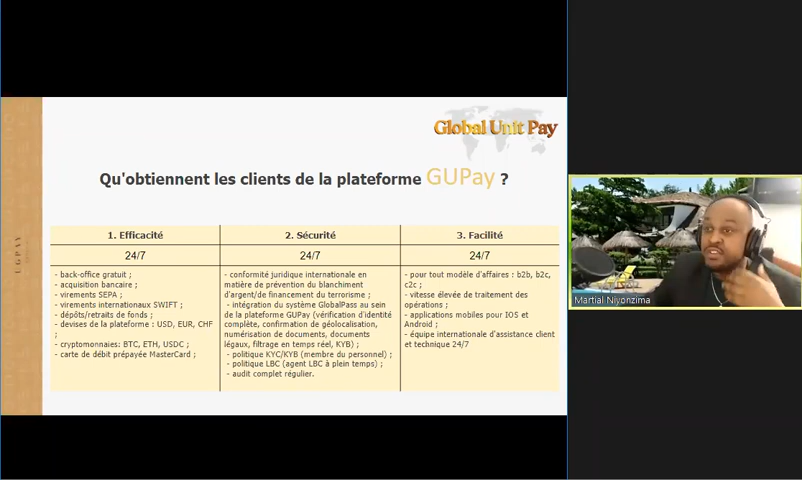 Global Unit Pay
Qu'obtiennent les clients de la plateforme GUPay ?
1. Efficacité
24/7
- back-office gratuit ;
- acquisition bancaire ;
- virements SEPA ;
- virements internationaux SWIFT ;
- dépôts/retraits de fonds ;
- devises de la plateforme : USD, EUR, CHF
;
- cryptomonnaies: BTC, ETH, USDC ;
- carte de débit prépayée MasterCard ;
2. Sécurité
24/7
- conformité juridique internationale en
matière de prévention du blanchiment
d'argent/de financement du terrorisme ;
- intégration du système GlobalPass au sein
de la plateforme GUPay (vérification d'identité
complète, confirmation de géolocalisation,
numérisation de documents, documents
légaux, filtrage en temps réel, KYB) ;
- politique KYC/KYB (membre du personnel) ;
- politique LBC (agent LBC à plein temps) ;
- audit complet régulier.
3. Facilité
24/7
- pour tout modèle d'affaires : b2b, b2c,
c2c ;
- vitesse élevée de traitement des
opérations ;
- applications mobiles pour IOS et
Android ;
- équipe internationale d'assistance client
et technique 24/7
UGPAY
Martial Niyonzima